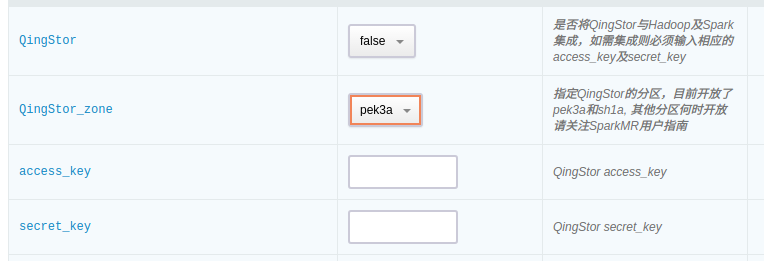 QingStor
false
是否将QingStor与Hadoop及Spark
集成，如需集成则必须输入相应的
access_key及secret_key
QingStor_zone
pek3a
指定QingStor的分区，目前开放了
pek3a和sh1a, 其他分区何时开放
请关注SparkMR用户指南
access_key
QingStor access_key
secret_key
QingStor secret_key